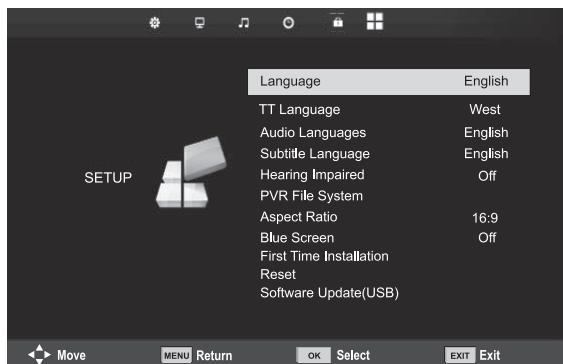 Language English
TT Language West
Audio Languages English
Subtitle Language English
SETUP
Hearing Impaired Off
PVR File System
Aspect Ratio 16:9
Blue Screen Off
First Time Installation
Reset
Software Update(USB)
Move MENU Return OK Select EXIT Exit